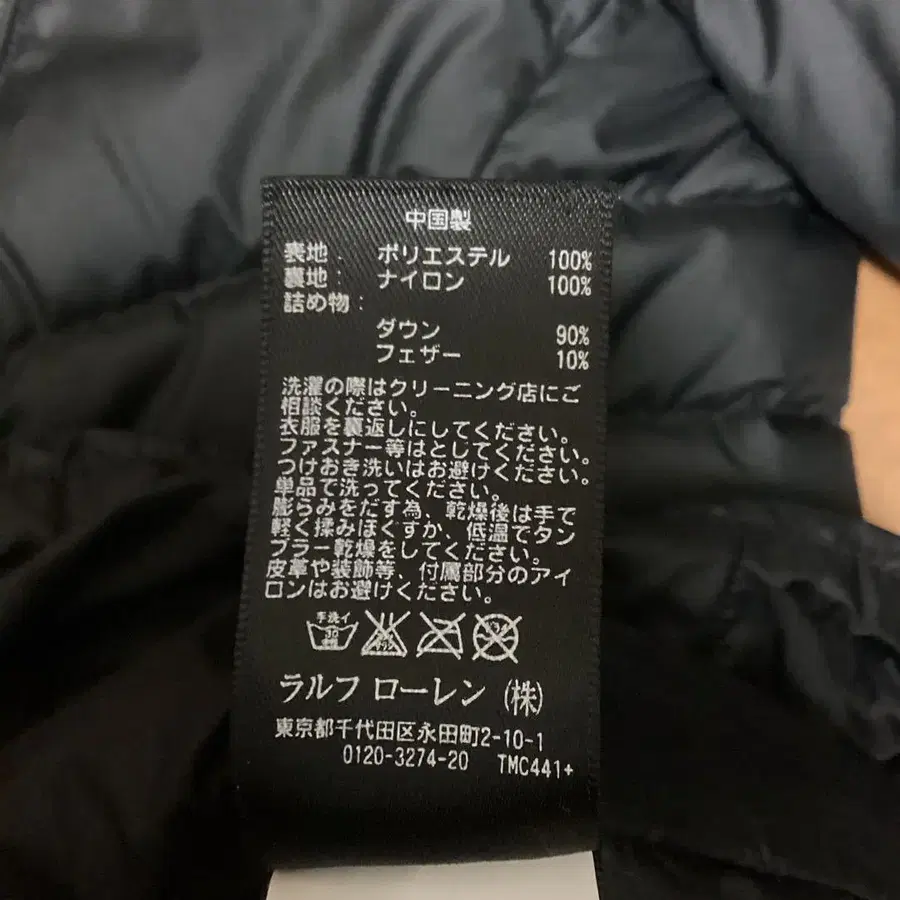 中国製
表地: ポリエステル 100%
裏地: ナイロン 100%
詰め物:
ダウン 90%
フェザー 10%
洗濯の際はクリーニング店にご
相談ください。
衣服を裏返しにしてください。
ファスナー等はとしてください。
つけおき洗いはお避けください。
単品で洗ってください。
膨らみをだす為、乾燥後は手で
軽く揉みほぐすか、低温でタン
ブラー乾燥をしてください。
皮革や装飾等、付属部分のアイ
ロンはお避けください。
手洗イ
30
ラルフ ローレン (株)
東京都千代田区永田町2-10-1
0120-3274-20 TMC441+